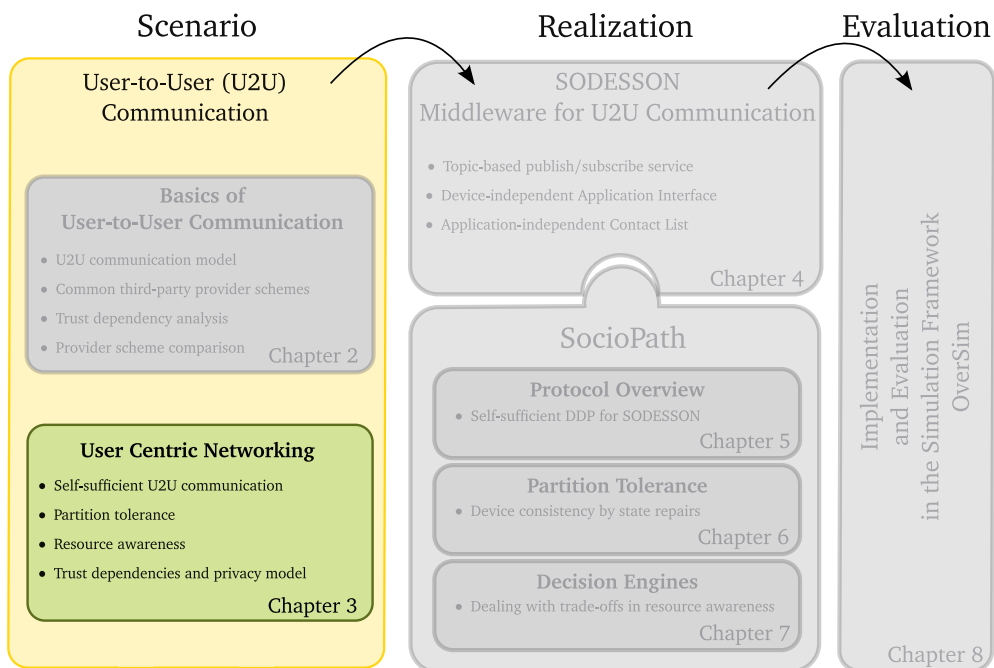 Scenario
User-to-User (U2U)
Communication
Basics of
User-to-User Communication
• U2U communication model
• Common third-party provider schemes
• Trust dependency analysis
• Provider scheme comparison
Chapter 2
User Centric Networking
• Self-sufficient U2U communication
• Partition tolerance
• Resource awareness
• Trust dependencies and privacy model
Chapter 3
Realization
SODESSON
Middleware for U2U Communication
• Topic-based publish/subscribe service
• Device-independent Application Interface
• Application-independent Contact List
Chapter 4
SocioPath
Protocol Overview
• Self-sufficient DDP for SODESSON
Chapter 5
Partition Tolerance
• Device consistency by state repairs
Chapter 6
Decision Engines
• Dealing with trade-offs in resource awareness
Chapter 7
Evaluation
Implementation
and Evaluation
in the Simulation Framework
OverSim
Chapter 8